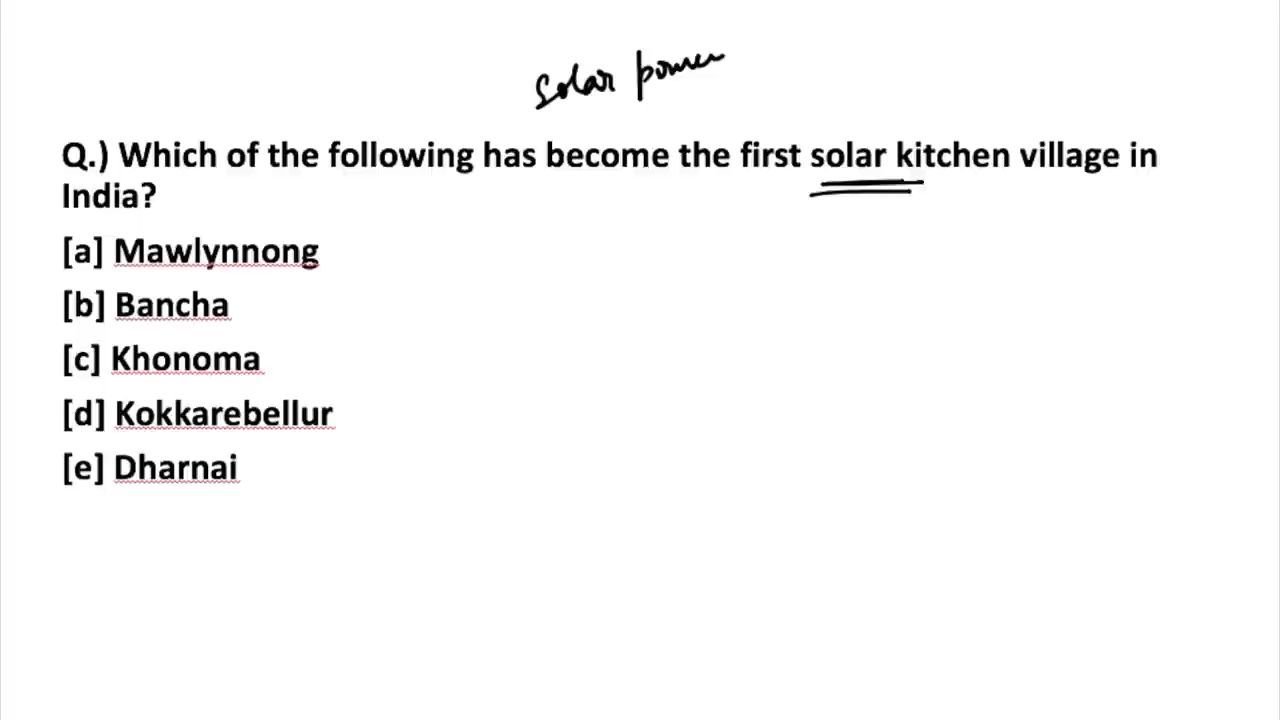 solar power
Q.) Which of the following has become the first solar kitchen village in
India?
[a] Mawlynnong
[b] Bancha
[c] Khonoma
[d] Kokkarebellur
[e] Dharnai